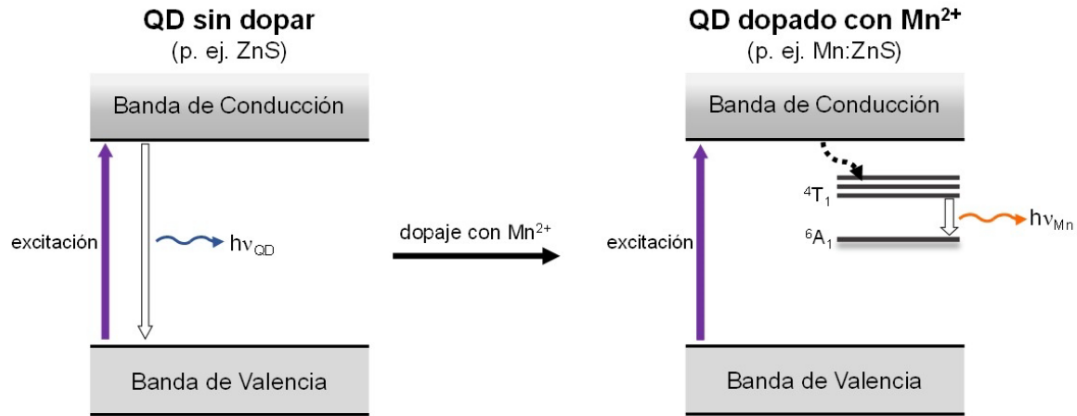 QD sin dopar
(p. ej. ZnS)
Banda de Conducción
excitación
hνQD
Banda de Valencia
dopaje con Mn²⁺
QD dopado con Mn²⁺
(p. ej. Mn:ZnS)
Banda de Conducción
⁴T₁
hνMn
⁶A₁
excitación
Banda de Valencia